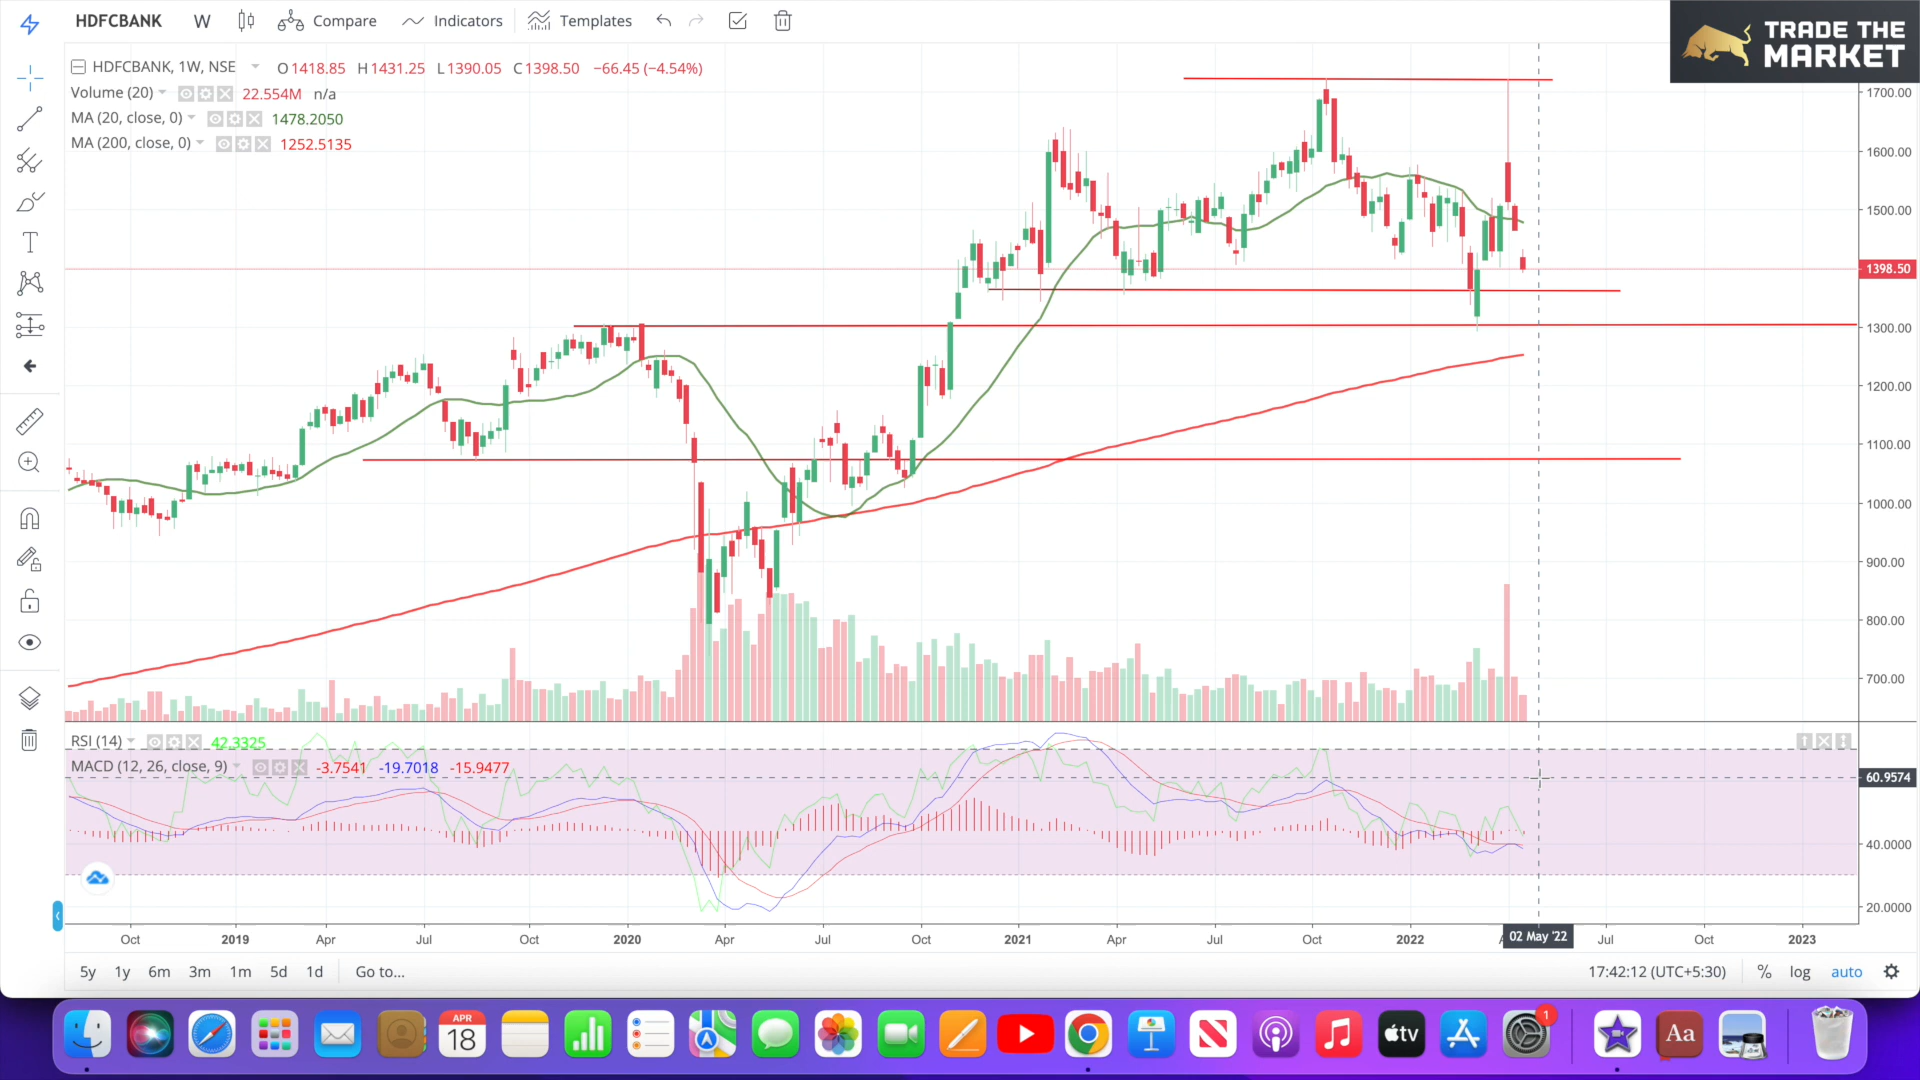 HDFCBANK W Compare Indicators Templates
TRADE THE
MARKET
HDFCBANK, 1W, NSE O1418.85 H1431.25 L1390.05 C1398.50 −66.45 (−4.54%)
Volume (20) 22.554M n/a
MA (20, close, 0) 1478.2050
MA (200, close, 0) 1252.5135
1700.00
1600.00
1500.00
1398.50
1300.00
1200.00
1100.00
1000.00
900.00
800.00
700.00
RSI (14) 42.3325
MACD (12, 26, close, 9) -3.7541 -19.7018 -15.9477
60.9574
40.0000
20.0000
Oct 2019 Apr Jul Oct 2020 Apr Jul Oct 2021 Apr Jul Oct 2022 02 May '22 Jul Oct 2023
5y 1y 6m 3m 1m 5d 1d Go to... 17:42:12 (UTC+5:30) % log auto
APR
18
tv
1
Aa